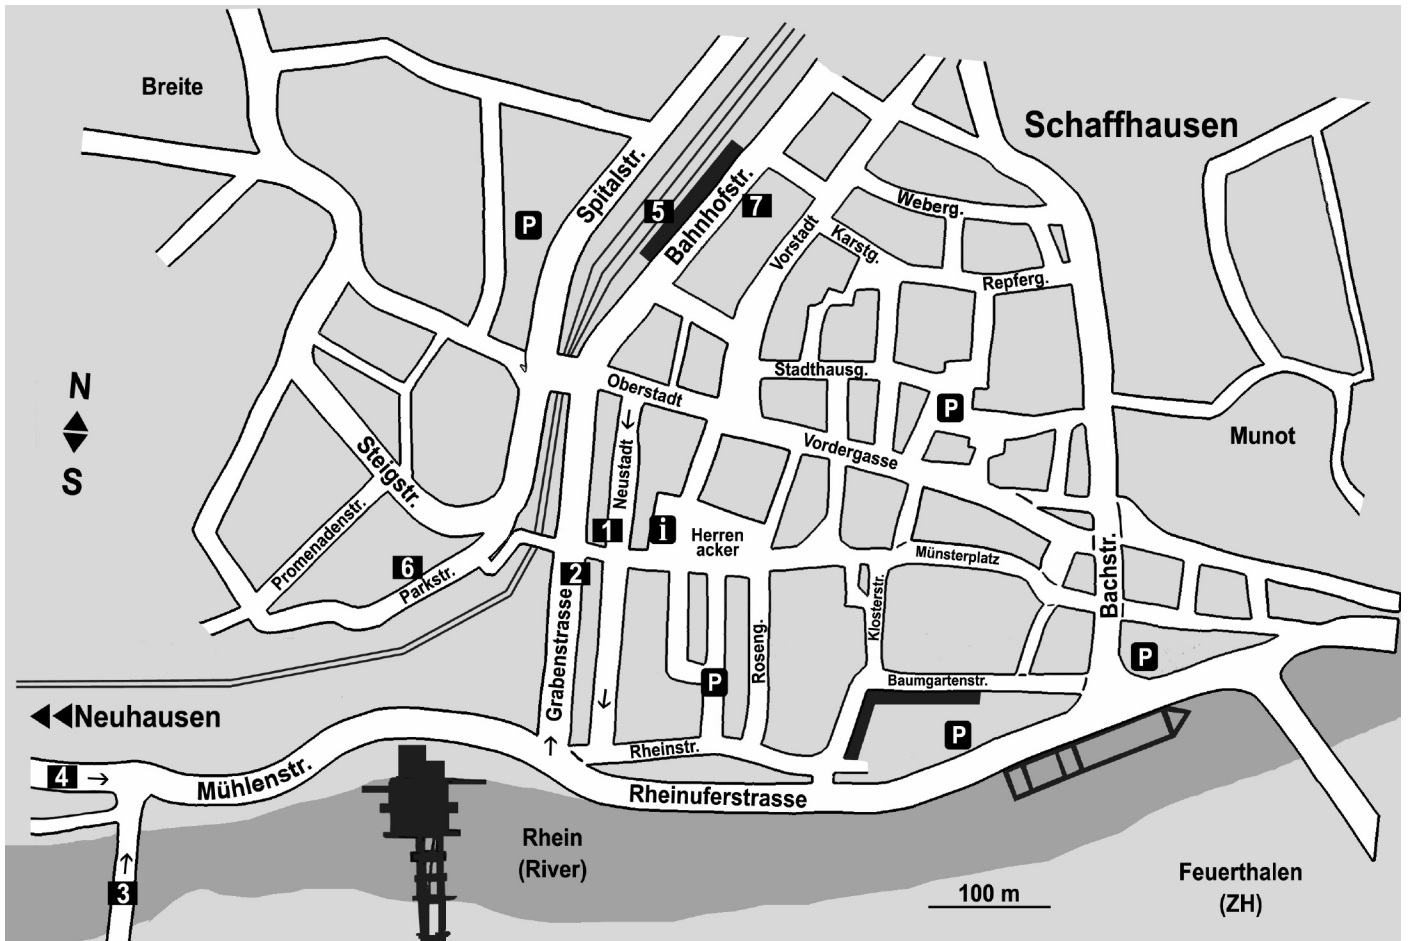 Breite
Schaffhausen
Spitalstr.
P
5
Bahnhofstr.
7
Weberg.
Vorstadt
Karstg.
Repferg.
N
S
Oberstadt
Stadthausg.
P
Munot
Vordergasse
Steigstr.
Neustadt
1
i
Herren
acker
Promenadenstr.
6
Parkstr.
2
Münsterplatz
Klosterstr.
Bachstr.
Grabenstrasse
Roseng.
P
P
Baumgartenstr.
Neuhausen
Rheinstr.
P
4
Mühlenstr.
Rheinuferstrasse
Rhein
(River)
3
100 m
Feuerthalen
(ZH)